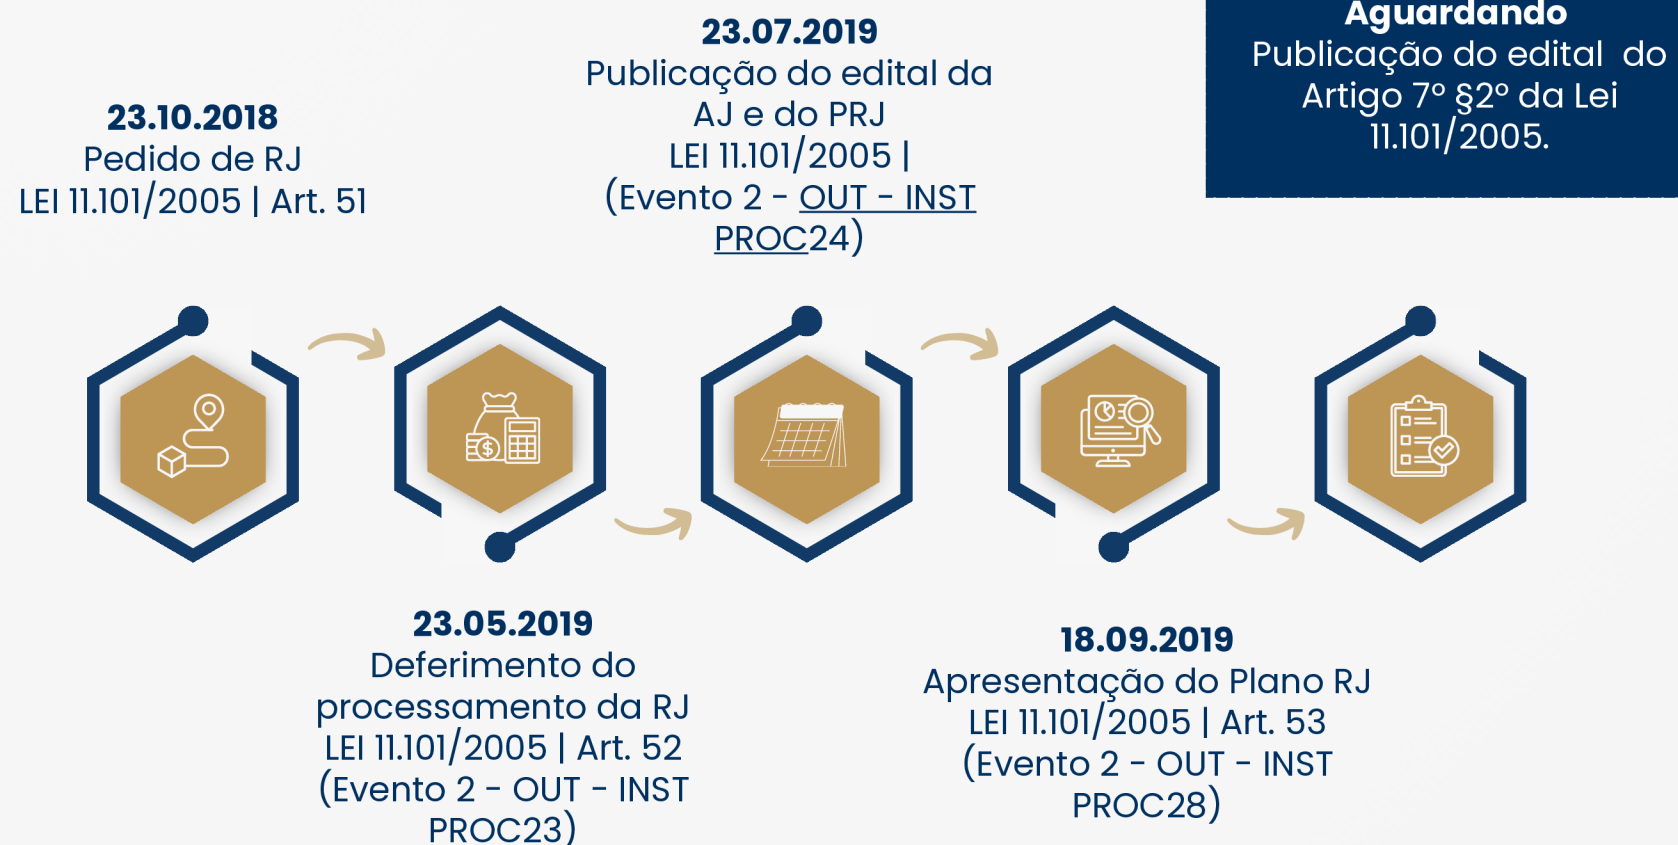 23.10.2018
Pedido de RJ
LEI 11.101/2005 | Art. 51
23.05.2019
Deferimento do
processamento da RJ
LEI 11.101/2005 | Art. 52
(Evento 2 - OUT - INST
PROC23)
23.07.2019
Publicação do edital da
AJ e do PRJ
LEI 11.101/2005 |
(Evento 2 - OUT - INST
PROC24)
18.09.2019
Apresentação do Plano RJ
LEI 11.101/2005 | Art. 53
(Evento 2 - OUT - INST
PROC28)
Aguardando
Publicação do edital do
Artigo 7º §2º da Lei
11.101/2005.